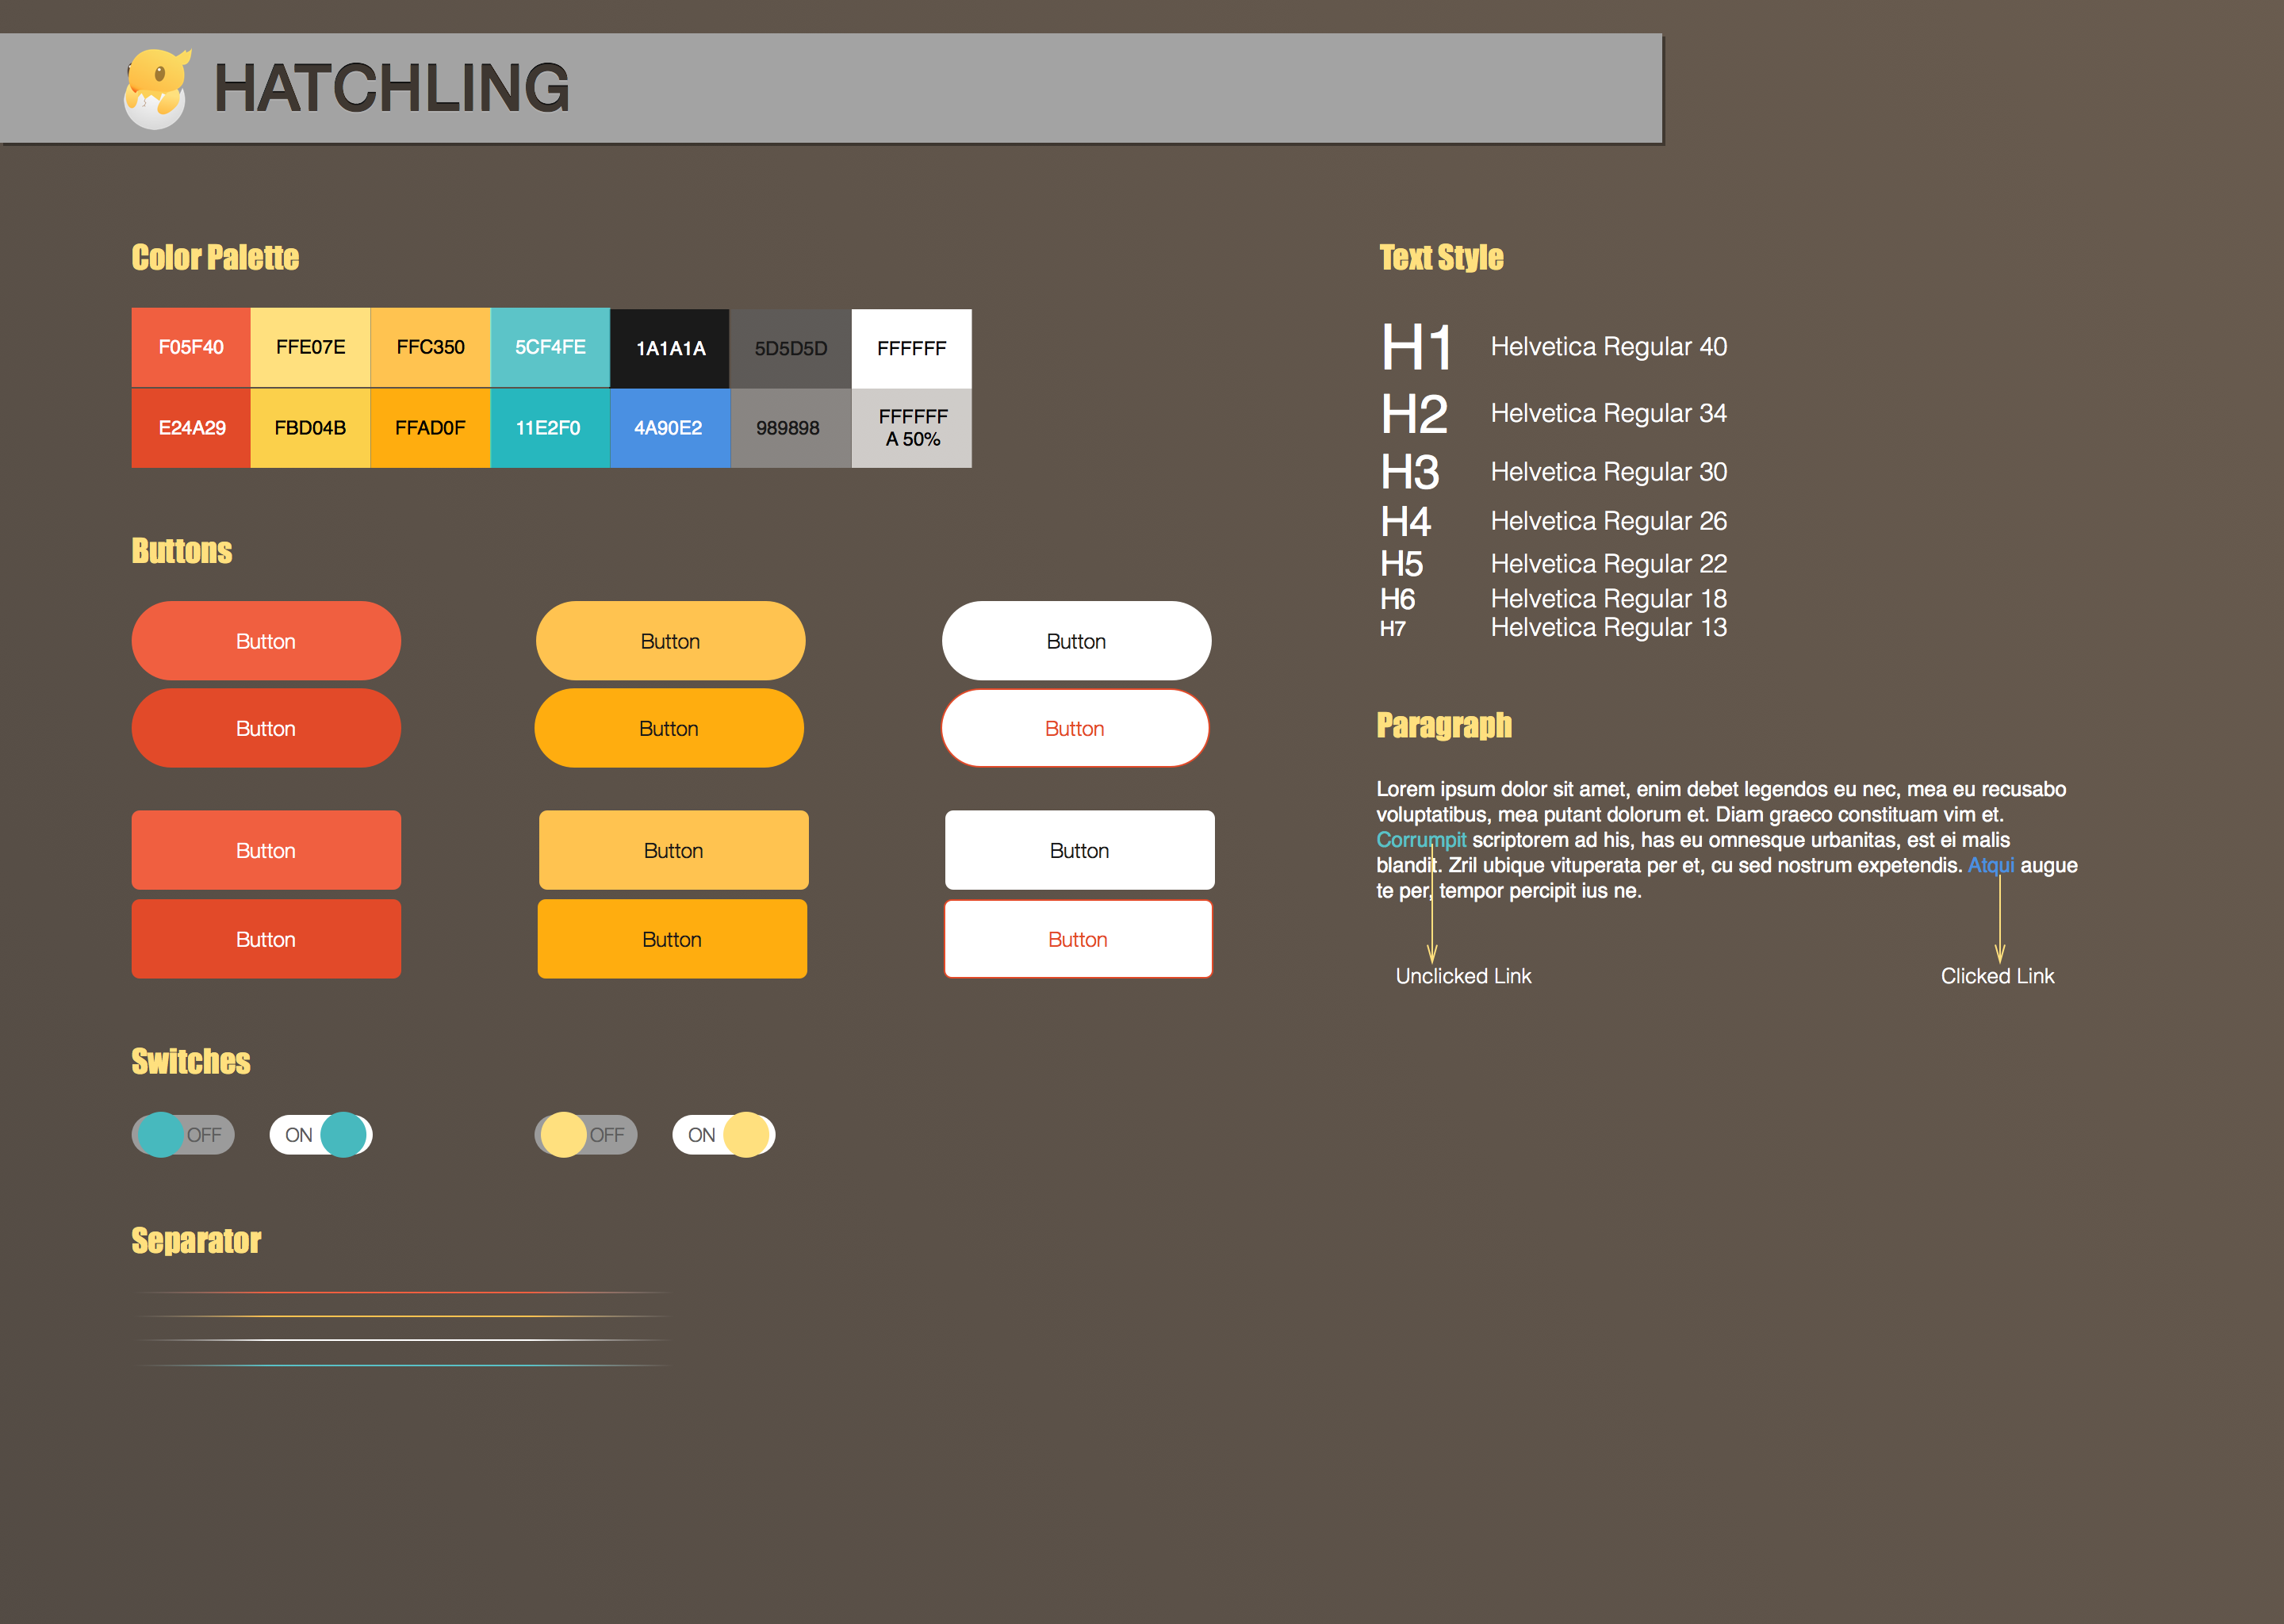 HATCHLING
Color Palette
F05F40 FFE07E FFC350 5CF4FE 1A1A1A 5D5D5D FFFFFF
E24A29 FBD04B FFAD0F 11E2F0 4A90E2 989898 FFFFFF
A 50%
Buttons
Button Button Button
Button Button Button
Button Button Button
Button Button Button
Switches
OFF ON OFF ON
Separator
Text Style
H1 Helvetica Regular 40
H2 Helvetica Regular 34
H3 Helvetica Regular 30
H4 Helvetica Regular 26
H5 Helvetica Regular 22
H6 Helvetica Regular 18
H7 Helvetica Regular 13
Paragraph
Lorem ipsum dolor sit amet, enim debet legendos eu nec, mea eu recusabo
voluptatibus, mea putant dolorum et. Diam graeco constituam vim et.
Corrumpit scriptorem ad his, has eu omnesque urbanitas, est ei malis
blandit. Zril ubique vituperata per et, cu sed nostrum expetendis. Atqui augue
te per, tempor percipit ius ne.
Unclicked Link Clicked Link